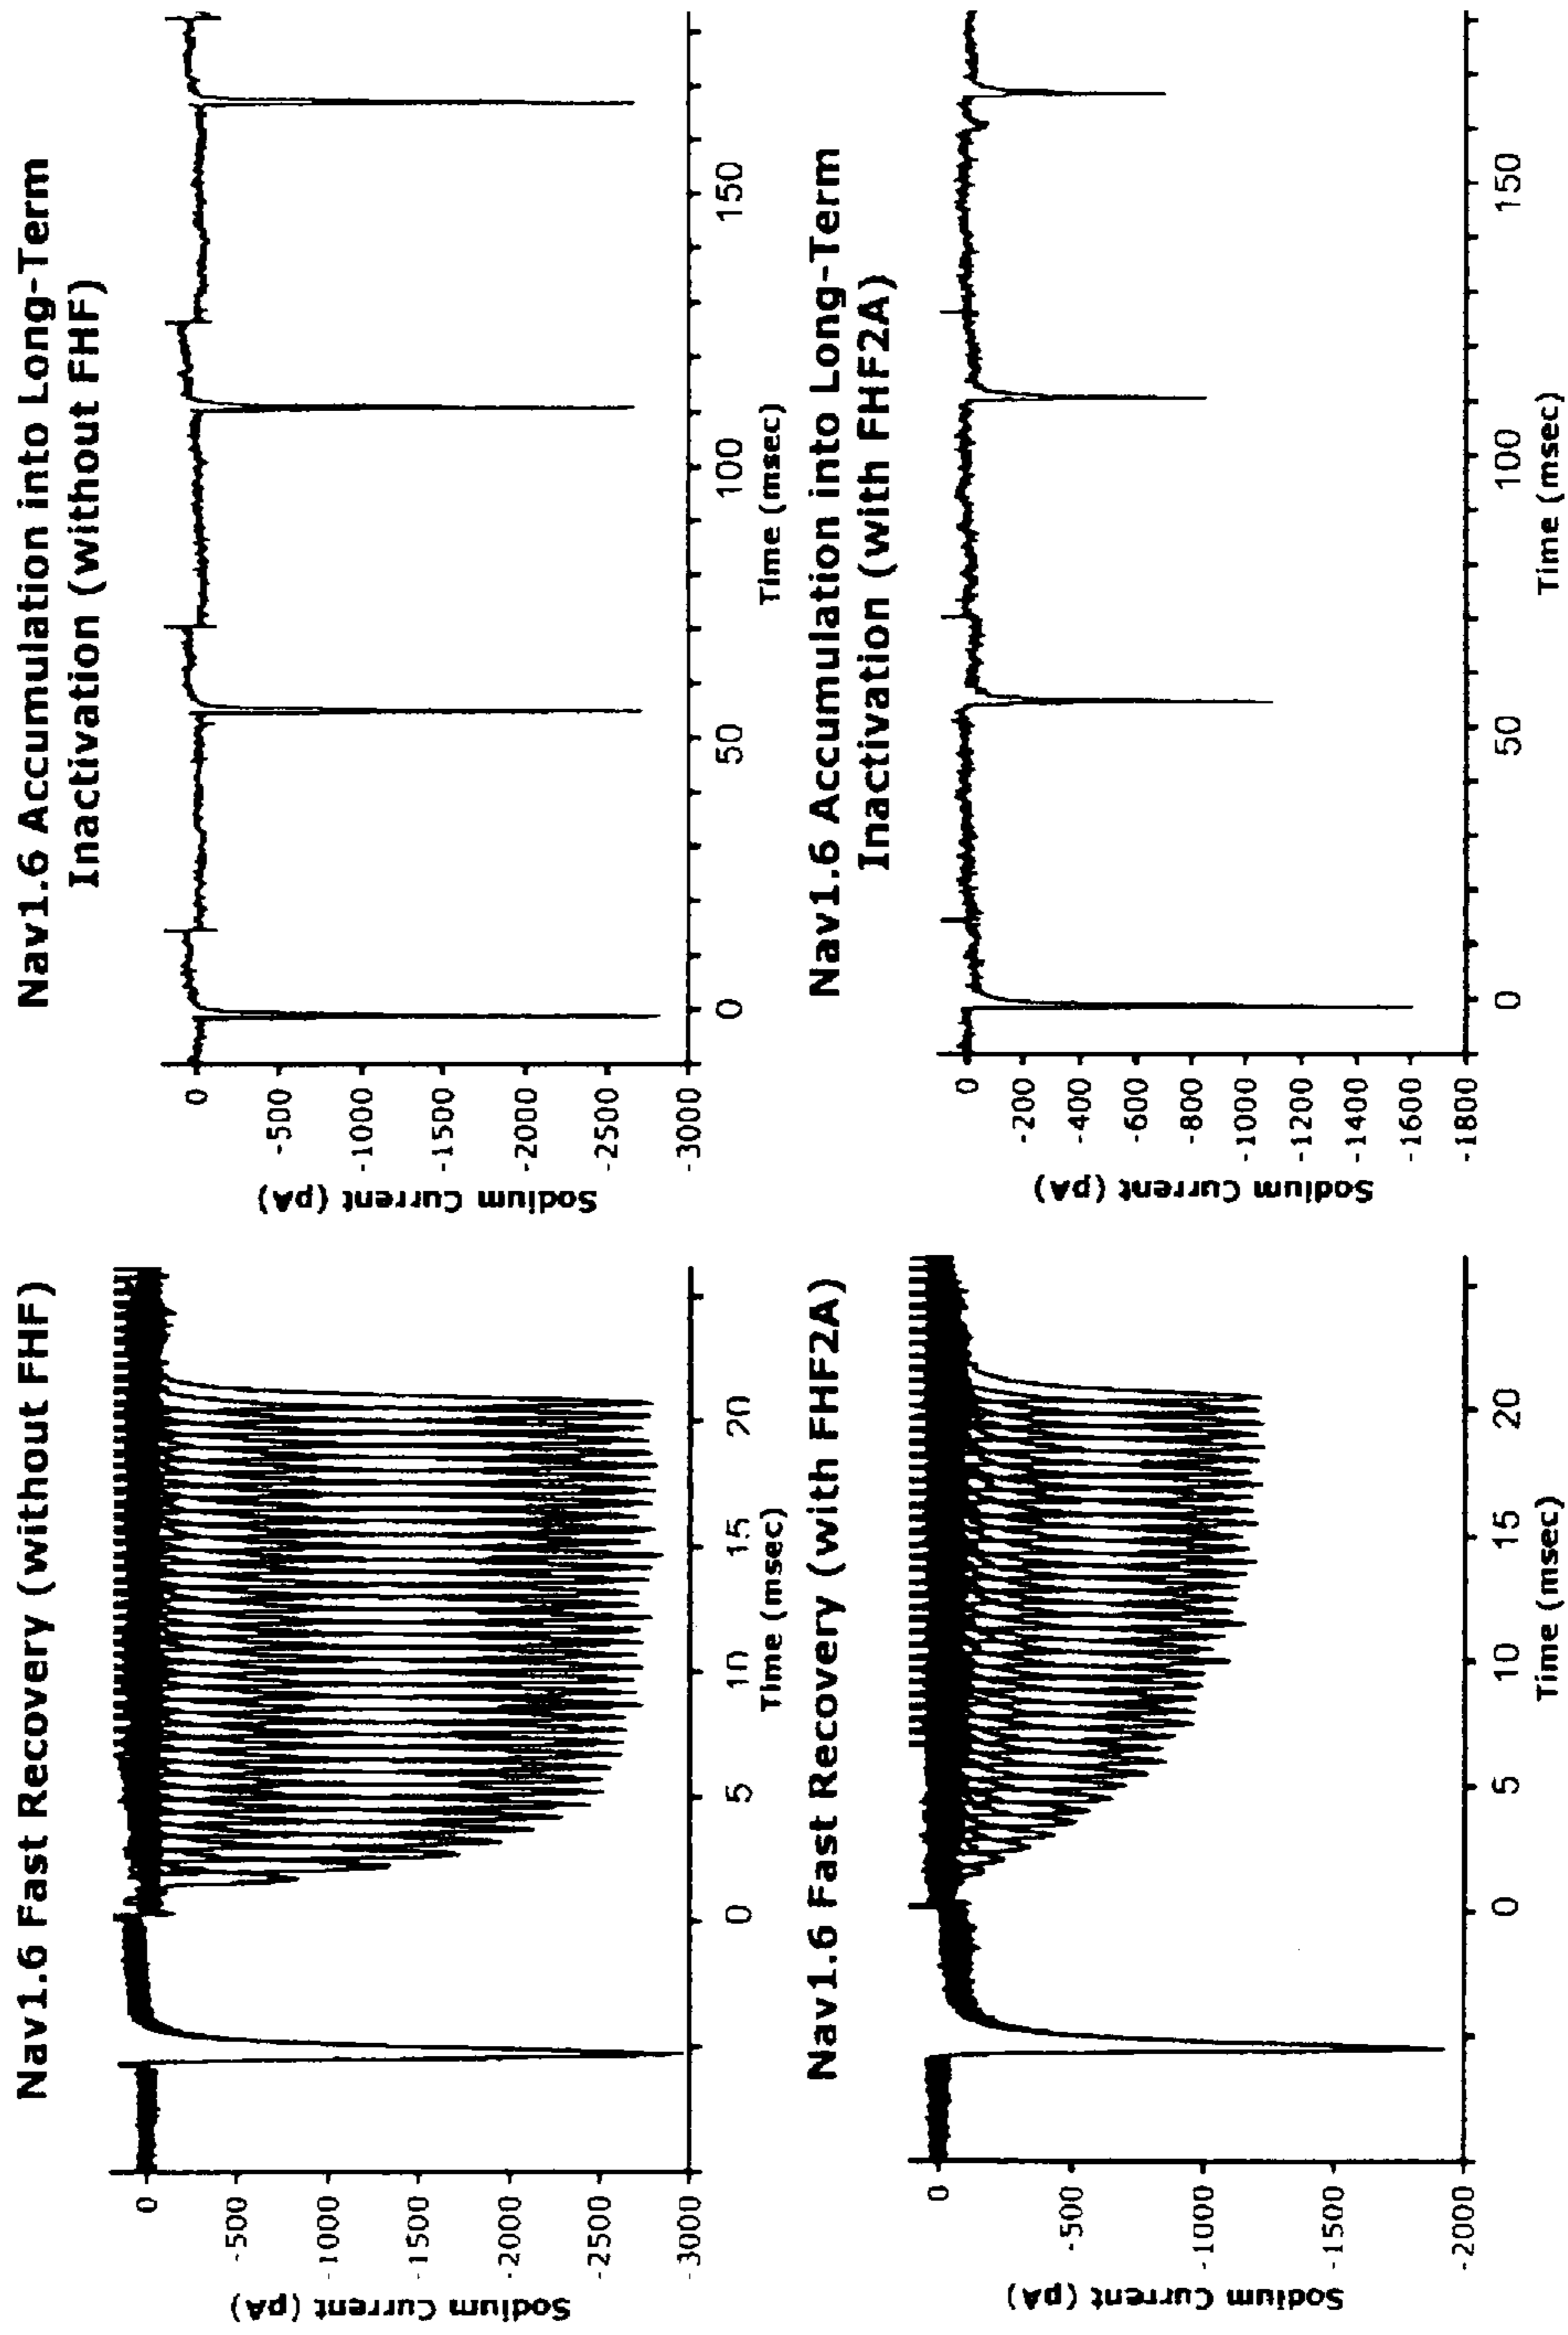 Nav1.6 Fast Recovery (without FHF)
Sodium Current (pA)
0
-500
-1000
-1500
-2000
-2500
-3000
0 5 10 15 20
Time (msec)
Nav1.6 Accumulation into Long-Term
Inactivation (without FHF)
Sodium Current (pA)
0
-500
-1000
-1500
-2000
-2500
-3000
0 50 100 150
Time (msec)
Nav1.6 Fast Recovery (with FHF2A)
Sodium Current (pA)
0
-500
-1000
-1500
-2000
0 5 10 15 20
Time (msec)
Nav1.6 Accumulation into Long-Term
Inactivation (with FHF2A)
Sodium Current (pA)
0
-200
-400
-600
-800
-1000
-1200
-1400
-1600
-1800
0 50 100 150
Time (msec)